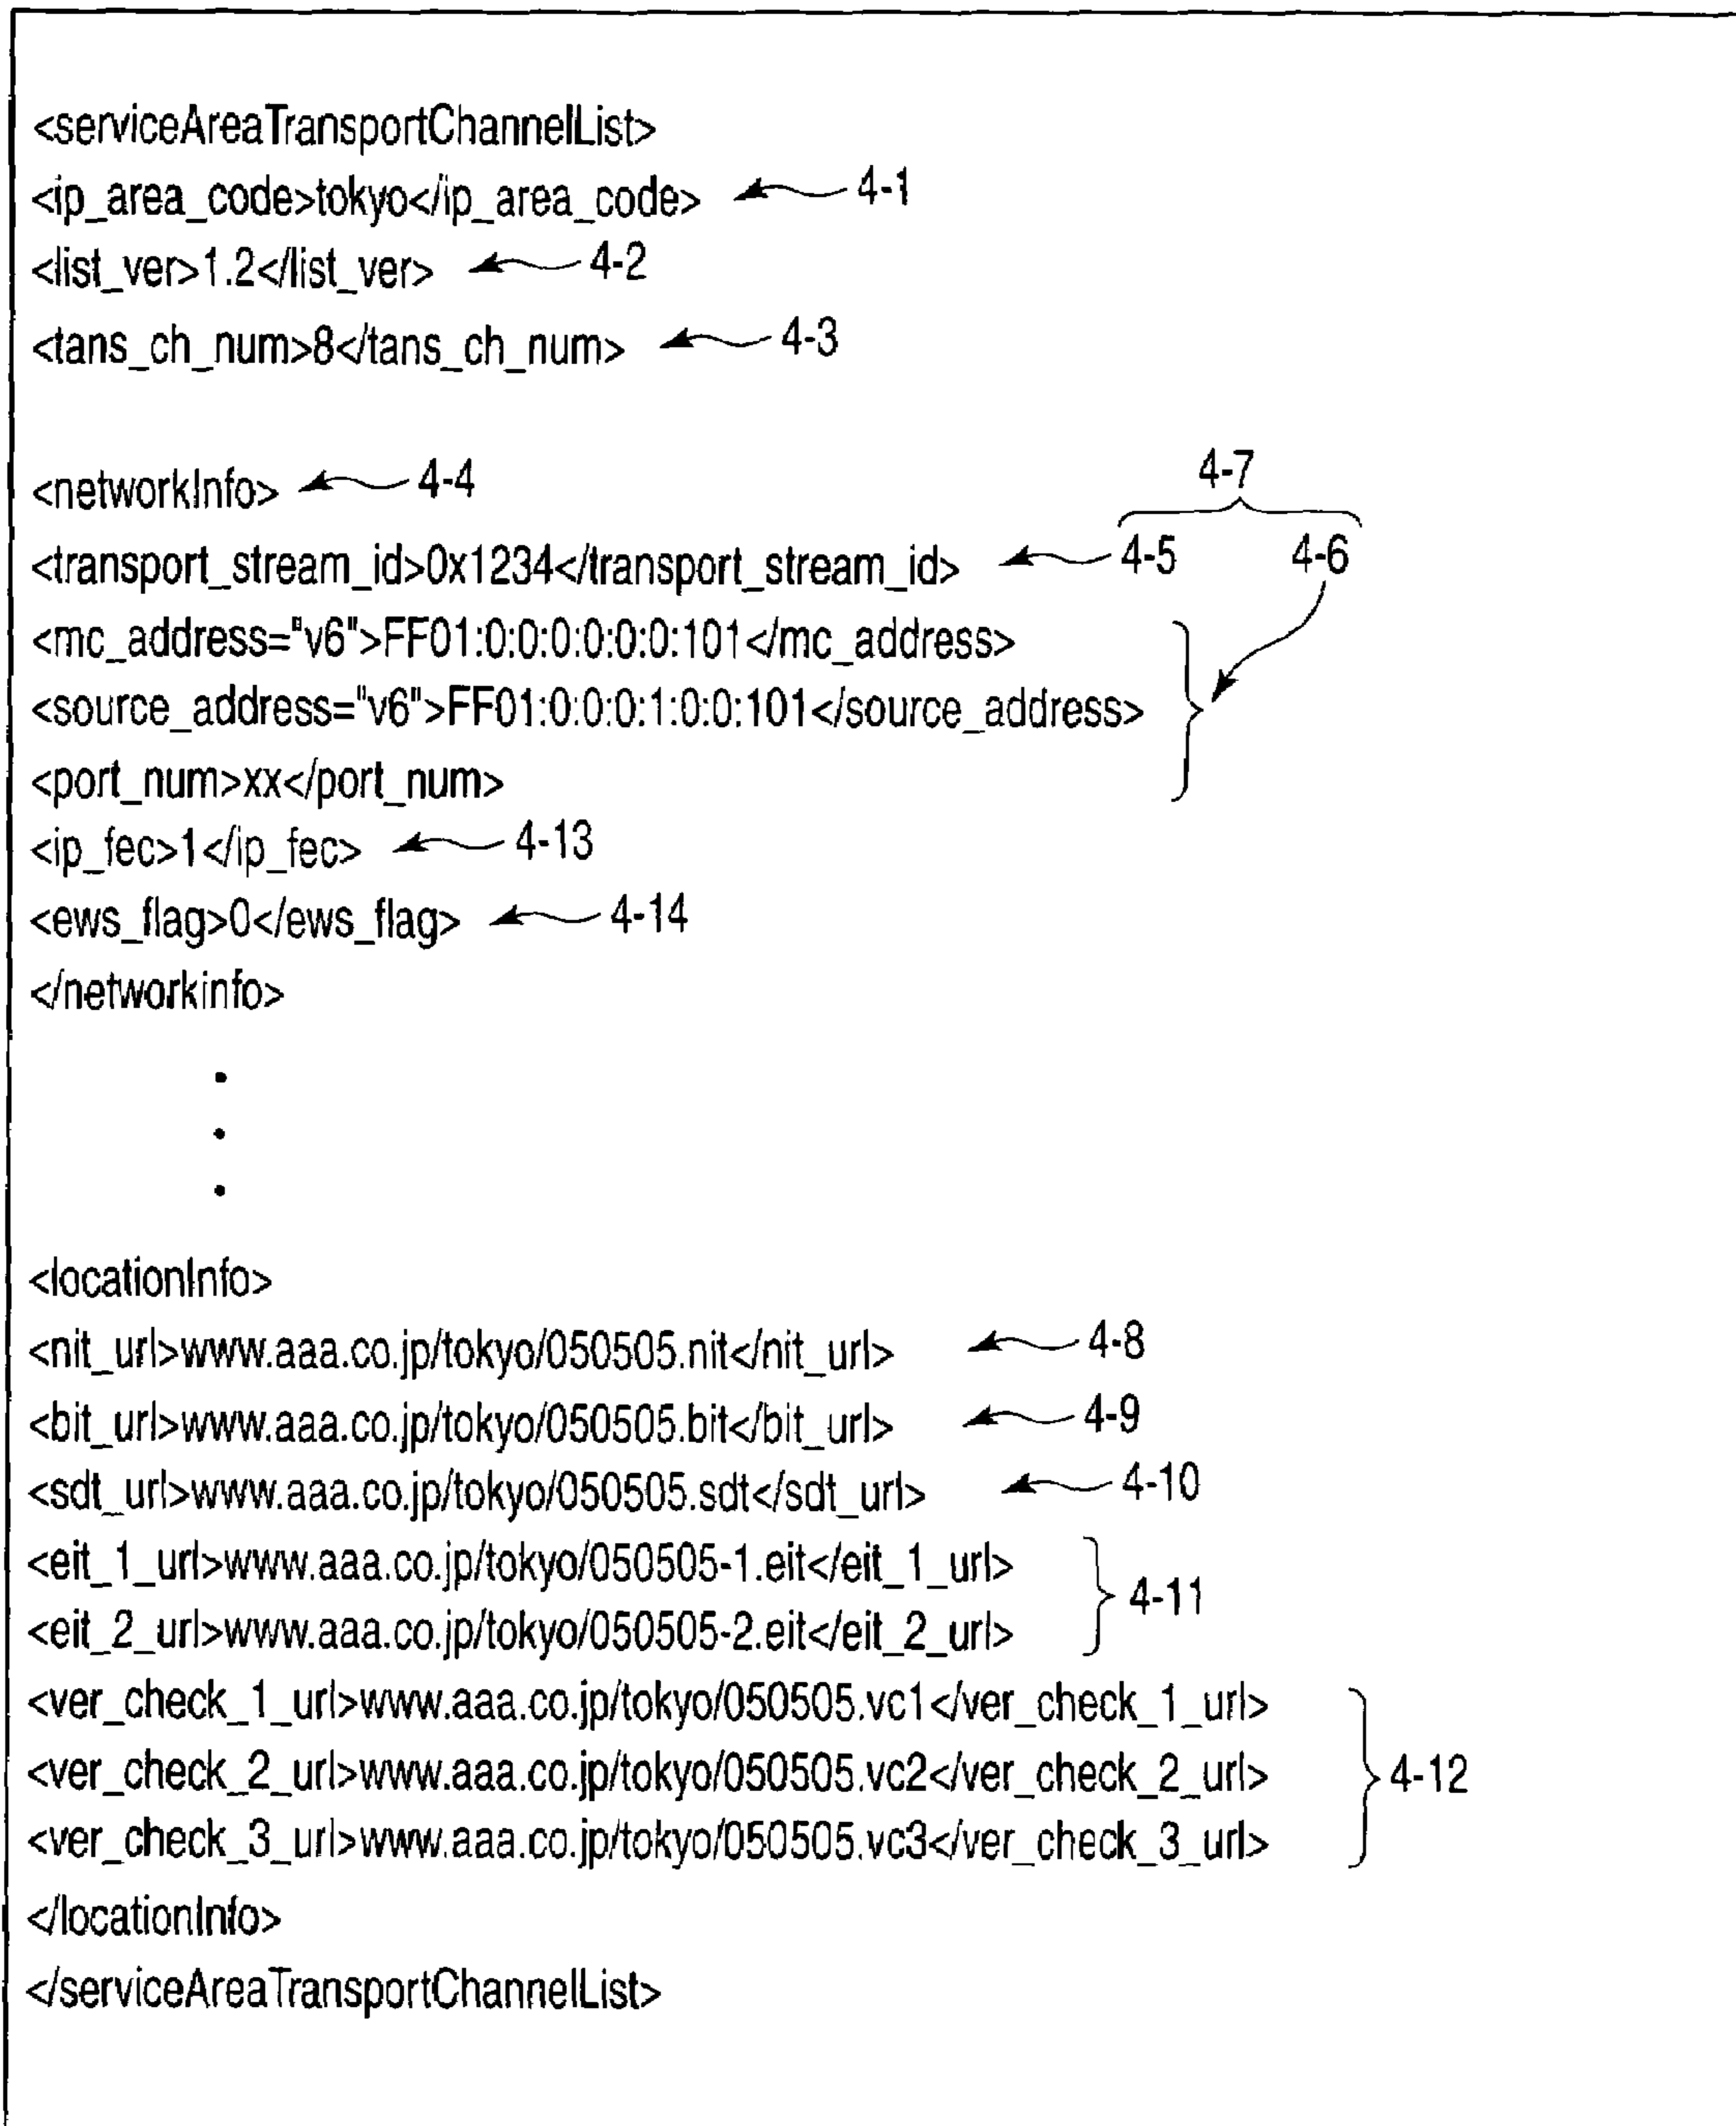 <serviceAreaTransportChannelList>
<ip_area_code>tokyo</ip_area_code> 4-1
<list_ver>1.2</list_ver> 4-2
<tans_ch_num>8</tans_ch_num> 4-3
4-7
<networkInfo> 4-4
<transport_stream_id>0x1234</transport_stream_id> 4-5 4-6
<mc_address="v6">FF01:0:0:0:0:0:0:101</mc_address>
<source_address="v6">FF01:0:0:0:1:0:0:101</source_address>
<port_num>xx</port_num>
<ip_fec>1</ip_fec> 4-13
<ews_flag>0</ews_flag> 4-14
</networkinfo>
<locationInfo>
<nit_url>www.aaa.co.jp/tokyo/050505.nit</nit_url> 4-8
<bit_url>www.aaa.co.jp/tokyo/050505.bit</bit_url> 4-9
<sdt_url>www.aaa.co.jp/tokyo/050505.sdt</sdt_url> 4-10
<eit_1_url>www.aaa.co.jp/tokyo/050505-1.eit</eit_1_url>
4-11
<eit_2_url>www.aaa.co.jp/tokyo/050505-2.eit</eit_2_url>
<ver_check_1_url>www.aaa.co.jp/tokyo/050505.vc1</ver_check_1_url>
<ver_check_2_url>www.aaa.co.jp/tokyo/050505.vc2</ver_check_2_url> 4-12
<ver_check_3_url>www.aaa.co.jp/tokyo/050505.vc3</ver_check_3_url>
</locationInfo>
</serviceAreaTransportChannelList>